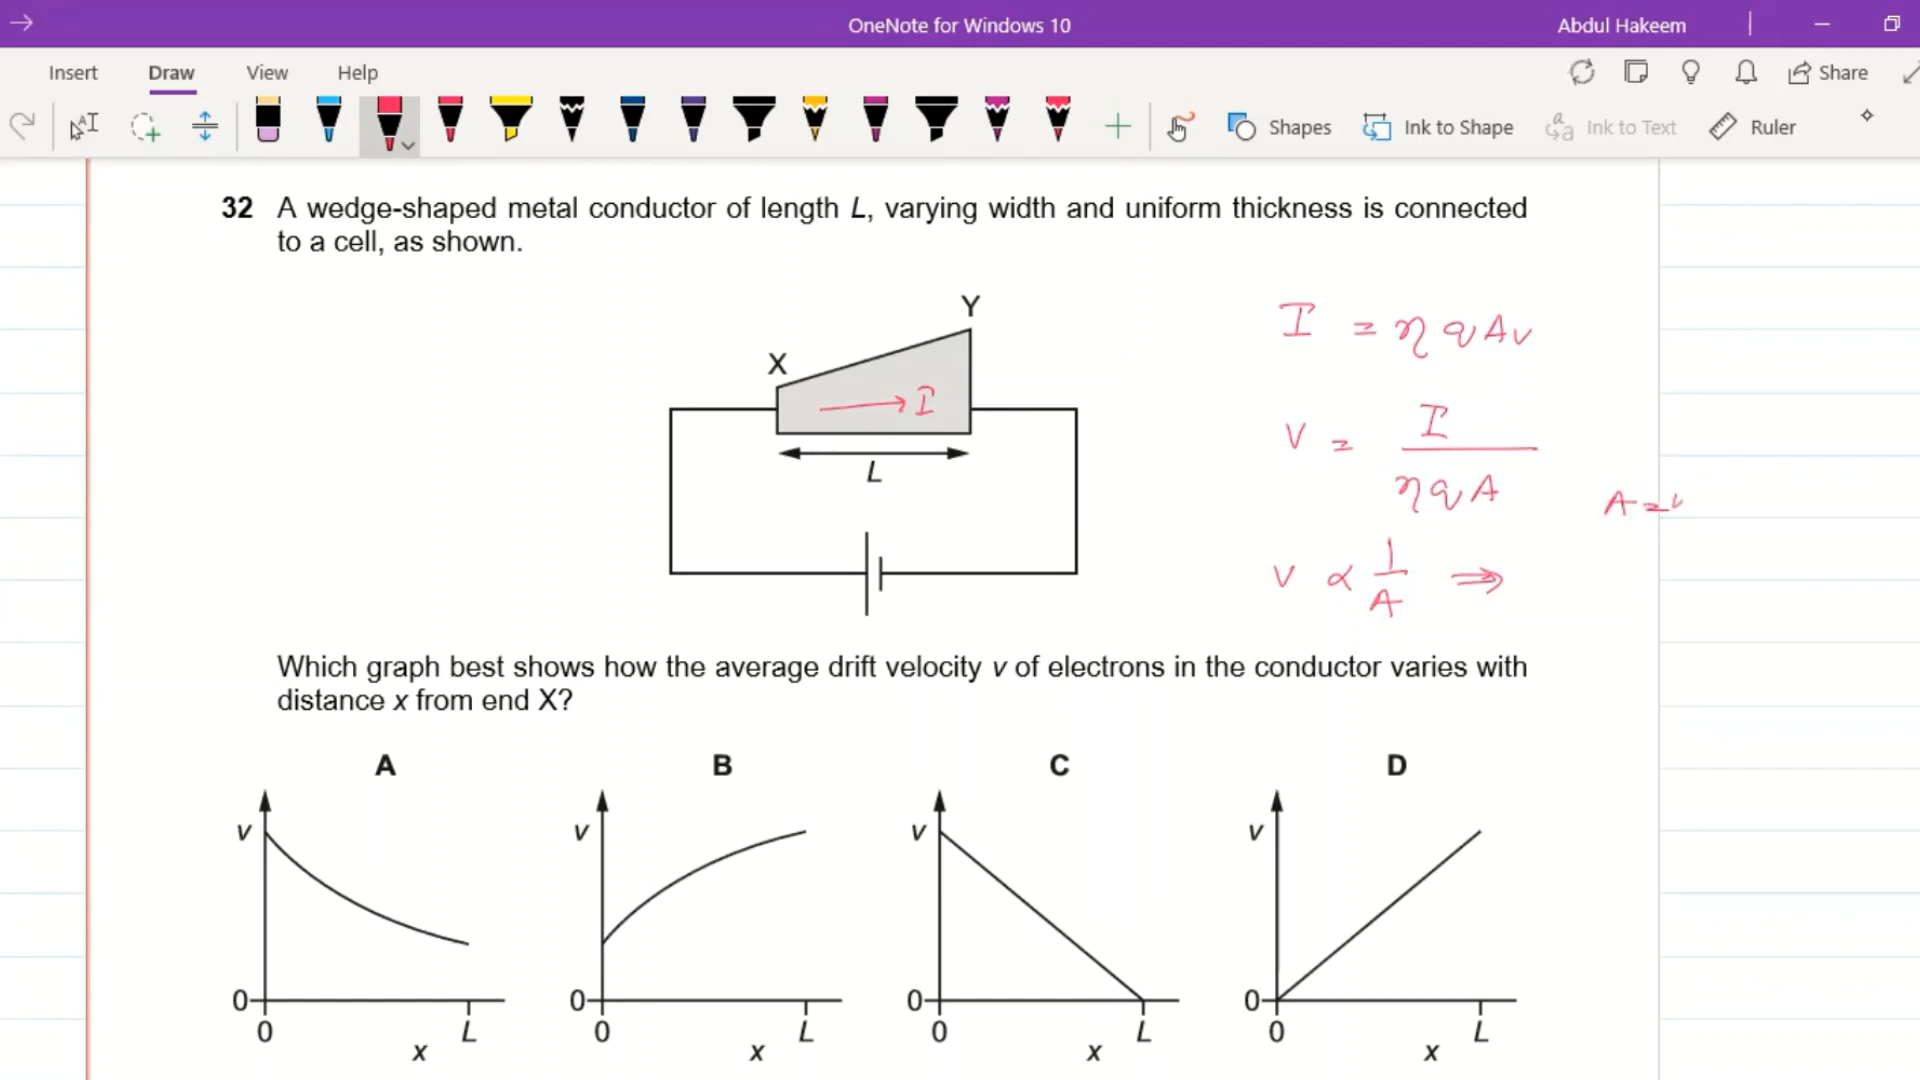 OneNote for Windows 10
Abdul Hakeem
Insert Draw View Help
Share
Shapes Ink to Shape Ink to Text Ruler
32 A wedge-shaped metal conductor of length L, varying width and uniform thickness is connected
to a cell, as shown.
Y
X
I
L
I = ηqAv
v = I / ηqA
A =
v ∝ 1/A ⇒
Which graph best shows how the average drift velocity v of electrons in the conductor varies with
distance x from end X?
A B C D
v v v v
0 0 0 0
0 L 0 L 0 L 0 L
x x x x